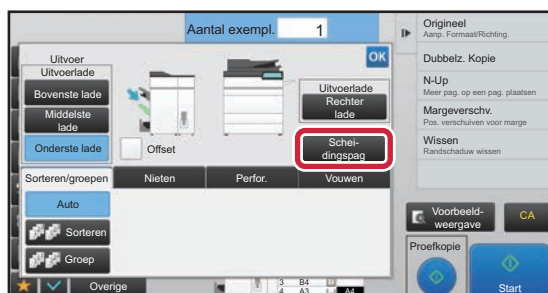 Aantal exempl.
1
Uitvoer
OK
Uitvoerlade
Bovenste lade
Middelste
lade
Onderste lade
Offset
Uitvoerlade
Rechter
lade
Schei-
dingspag
Sorteren/groepen
Nieten
Perfor.
Vouwen
Auto
Sorteren
Groep
Overige
3 B4
4 A3
A4
Origineel
Aanp. Formaat/Richting.
Dubbelz. Kopie
N-Up
Meer pag. op een pag. plaatsen
Margeverschv.
Pos. verschuiven voor marge
Wissen
Randschaduw wissen
Voorbeeld-
weergave
CA
Proefkopie
Start